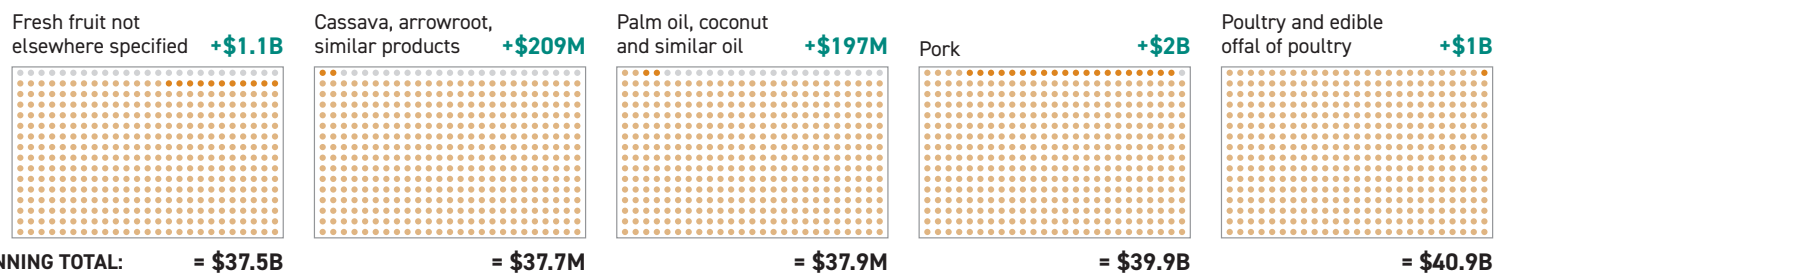 Fresh fruit not
elsewhere specified +$1.1B
Cassava, arrowroot,
similar products +$209M
Palm oil, coconut
and similar oil +$197M
Pork +$2B
Poultry and edible
offal of poultry +$1B
NNING TOTAL: = $37.5B = $37.7M = $37.9M = $39.9B = $40.9B